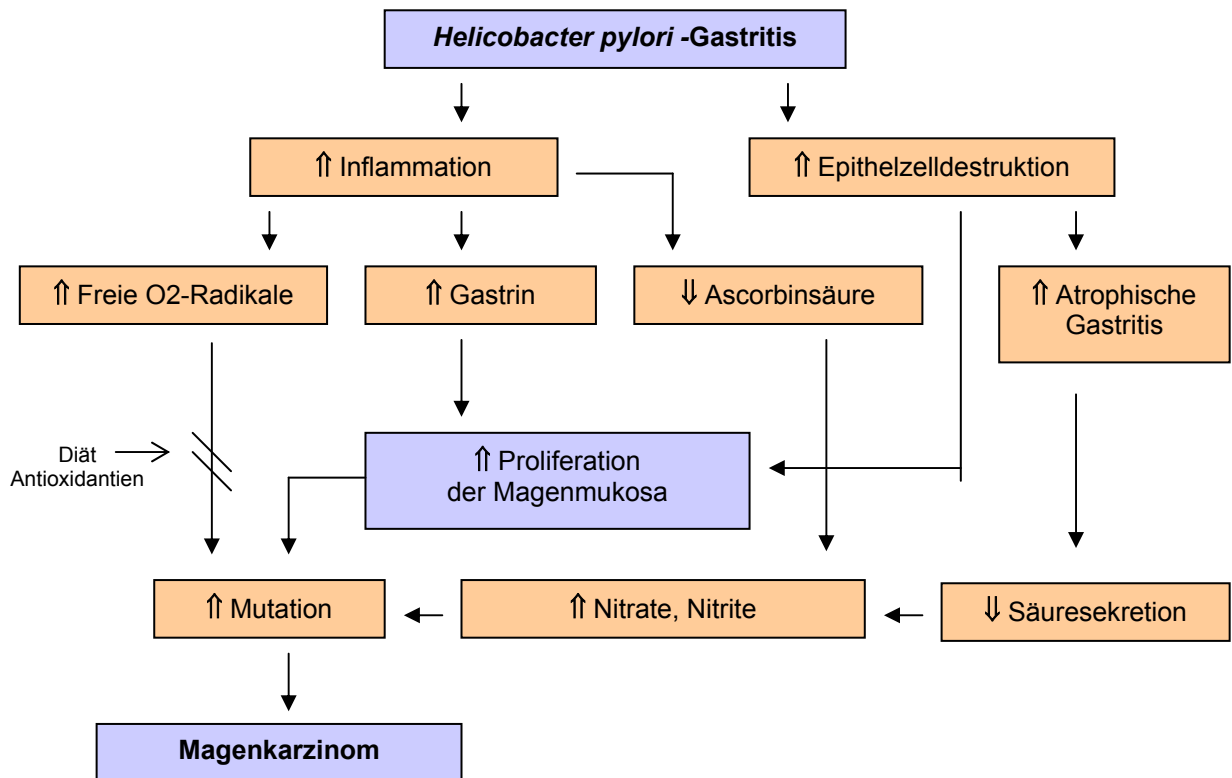 Helicobacter pylori -Gastritis
⇑ Inflammation
⇑ Epithelzelldestruktion
⇑ Freie O2-Radikale
⇑ Gastrin
⇓ Ascorbinsäure
⇑ Atrophische
Gastritis
Diät
Antioxidantien
⇑ Proliferation
der Magenmukosa
⇑ Mutation
⇑ Nitrate, Nitrite
⇓ Säuresekretion
Magenkarzinom